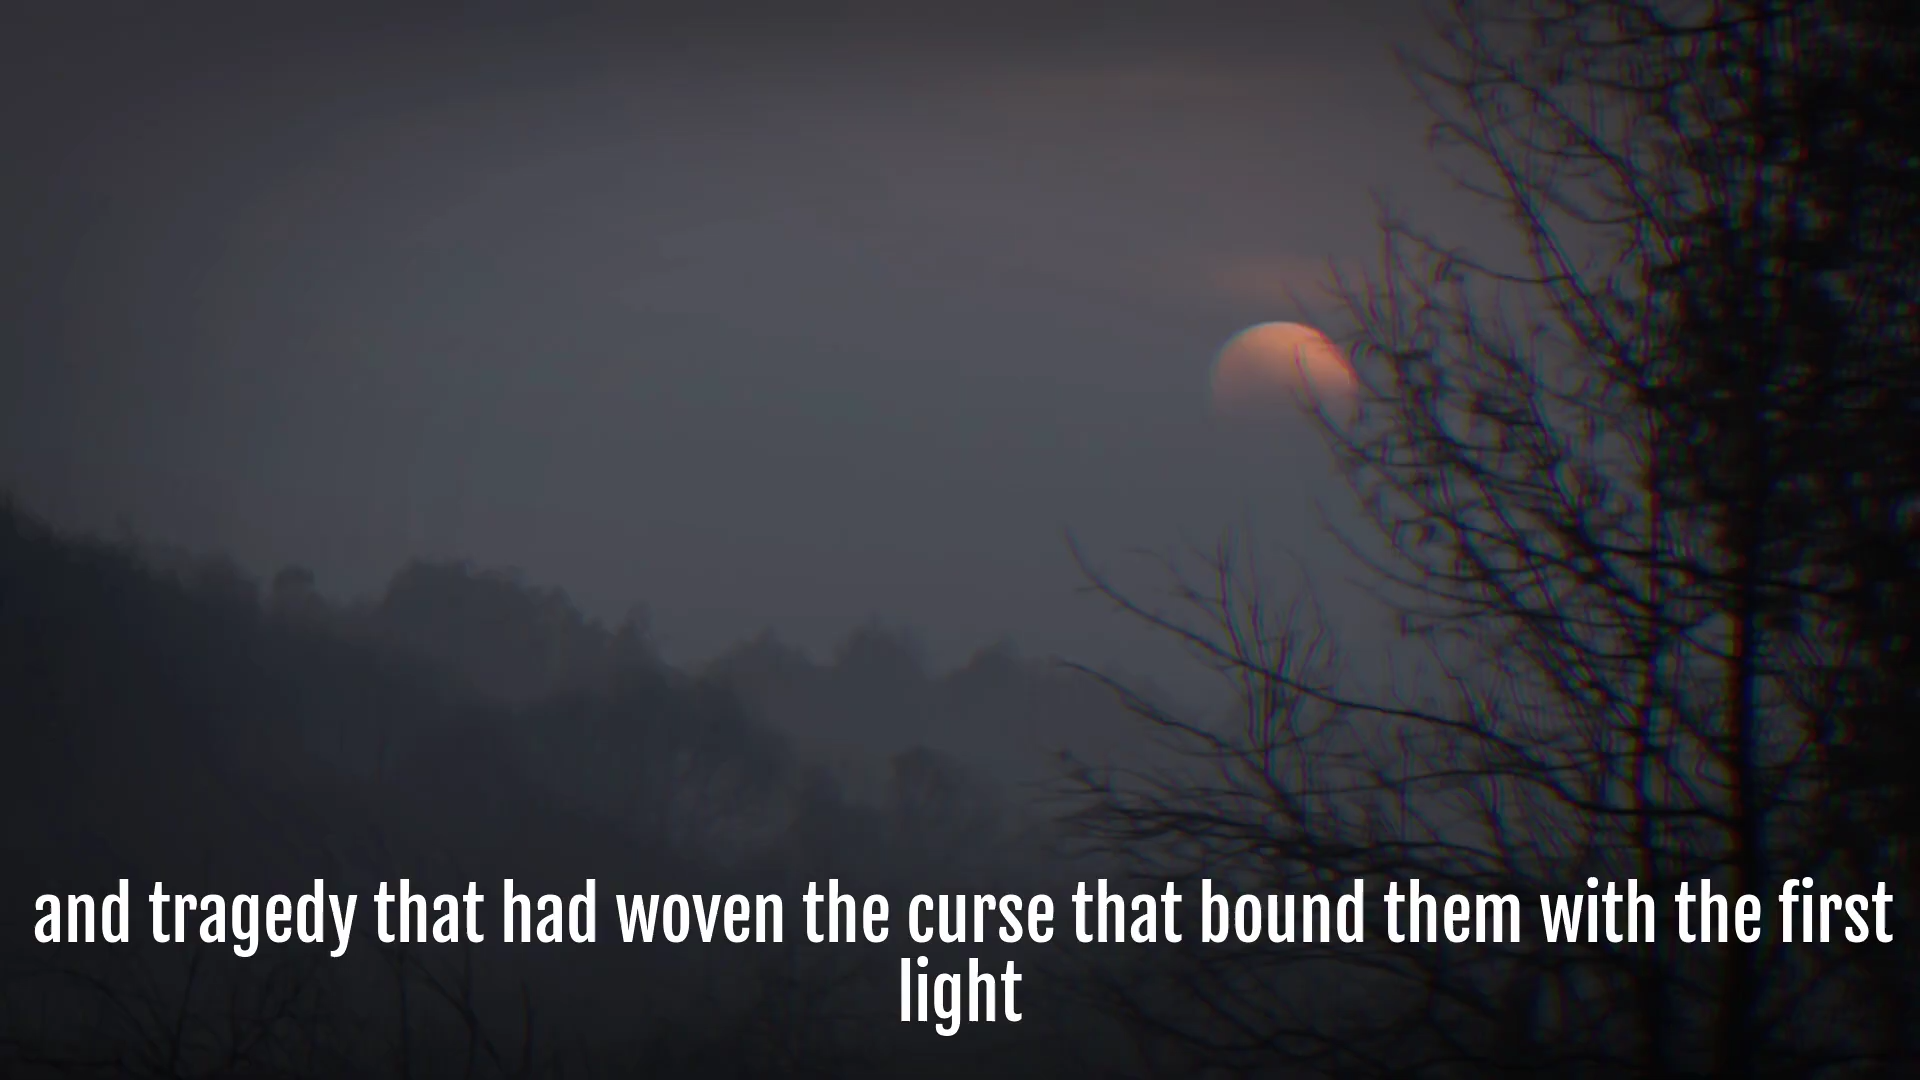 and tragedy that had woven the curse that bound them with the first
light